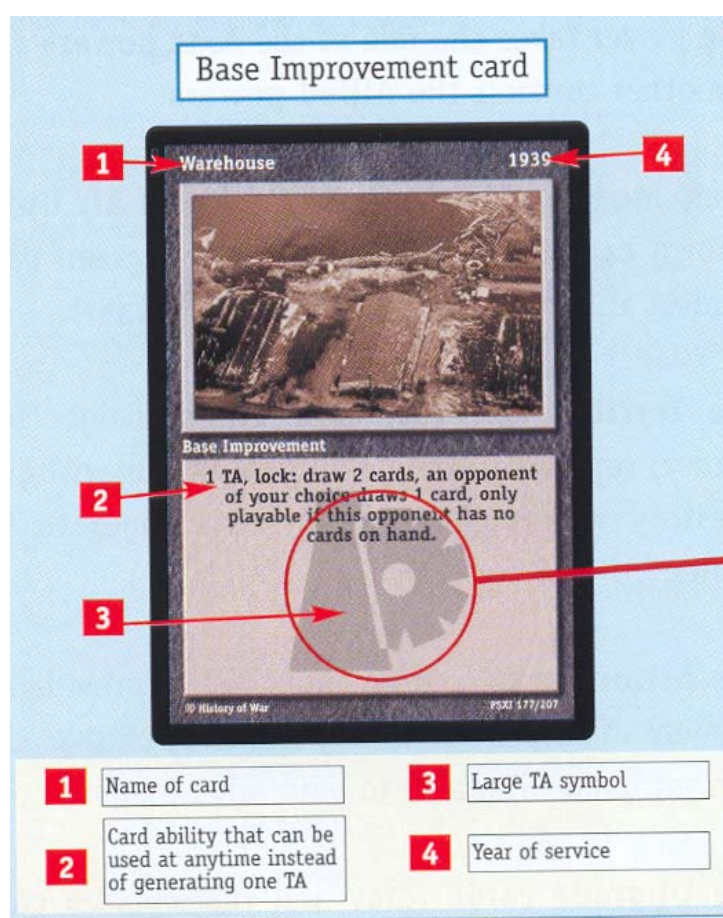 Base Improvement card
1
Warehouse
1939
4
Base Improvement
2
1 TA, lock: draw 2 cards, an opponent
of your choice draws 1 card, only
playable if this opponent has no
cards on hand.
3
© History of War
PSXI 177/207
1
Name of card
3
Large TA symbol
2
Card ability that can be
used at anytime instead
of generating one TA
4
Year of service